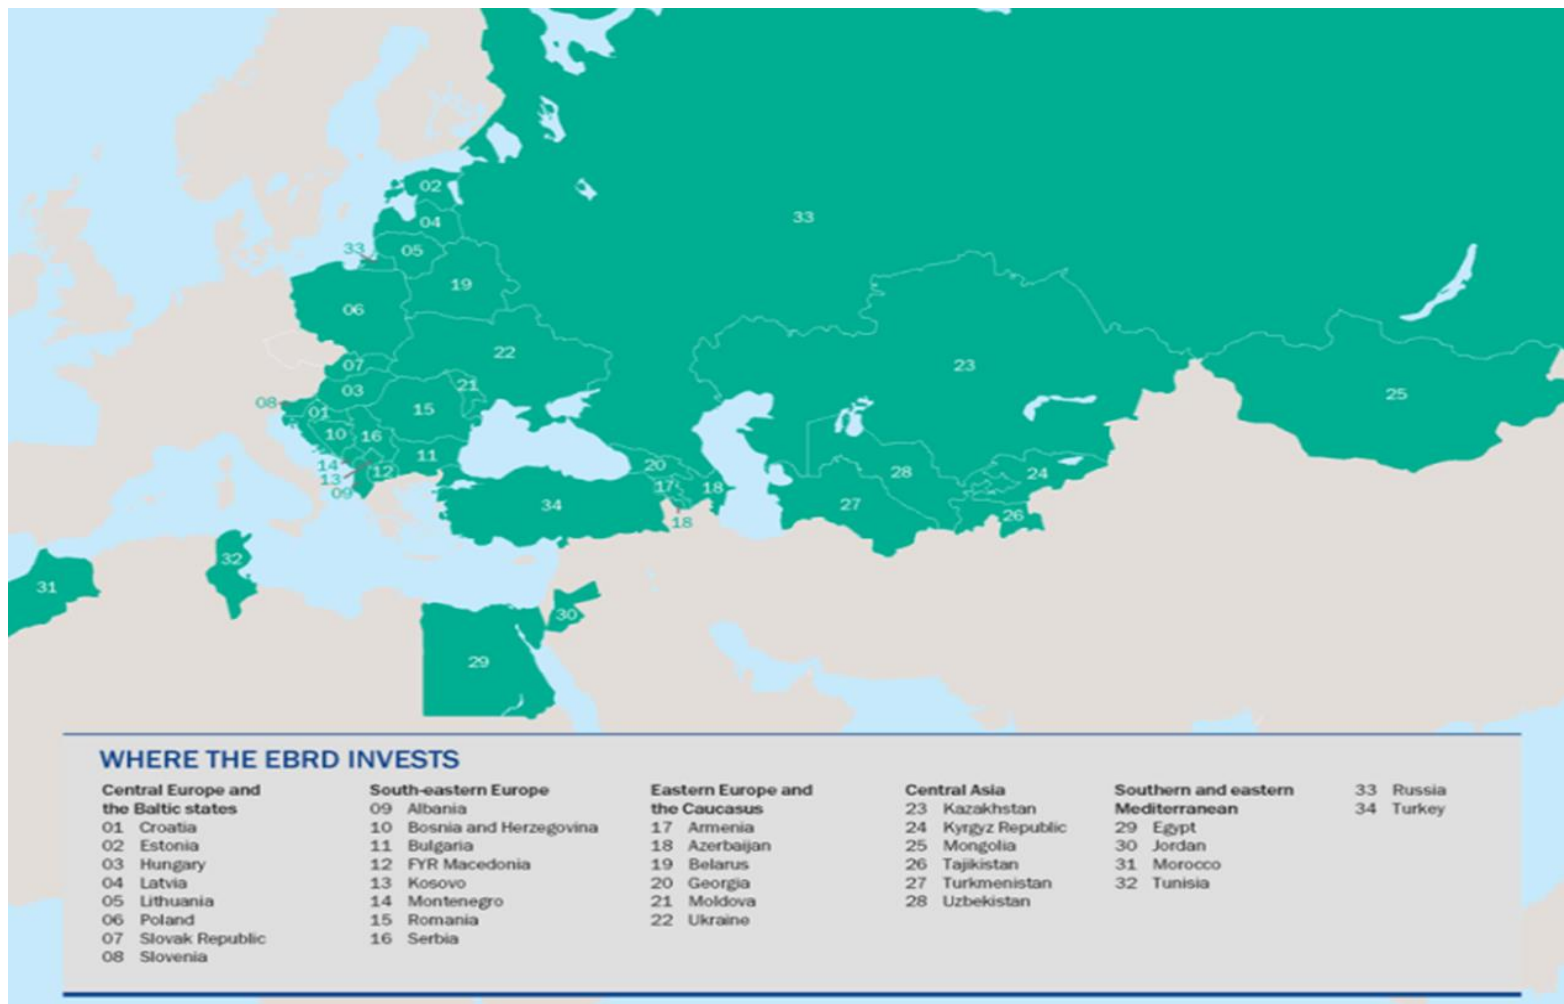 33
02
04
33
05
19
06
22
07
23
03
21
25
08
01
15
10
16
11
14
12
20
24
28
13
09
17
18
34
27
26
18
32
31
30
29
WHERE THE EBRD INVESTS
Central Europe and
the Baltic states
01 Croatia
02 Estonia
03 Hungary
04 Latvia
05 Lithuania
06 Poland
07 Slovak Republic
08 Slovenia
South-eastern Europe
09 Albania
10 Bosnia and Herzegovina
11 Bulgaria
12 FYR Macedonia
13 Kosovo
14 Montenegro
15 Romania
16 Serbia
Eastern Europe and
the Caucasus
17 Armenia
18 Azerbaijan
19 Belarus
20 Georgia
21 Moldova
22 Ukraine
Central Asia
23 Kazakhstan
24 Kyrgyz Republic
25 Mongolia
26 Tajikistan
27 Turkmenistan
28 Uzbekistan
Southern and eastern
Mediterranean
29 Egypt
30 Jordan
31 Morocco
32 Tunisia
33 Russia
34 Turkey